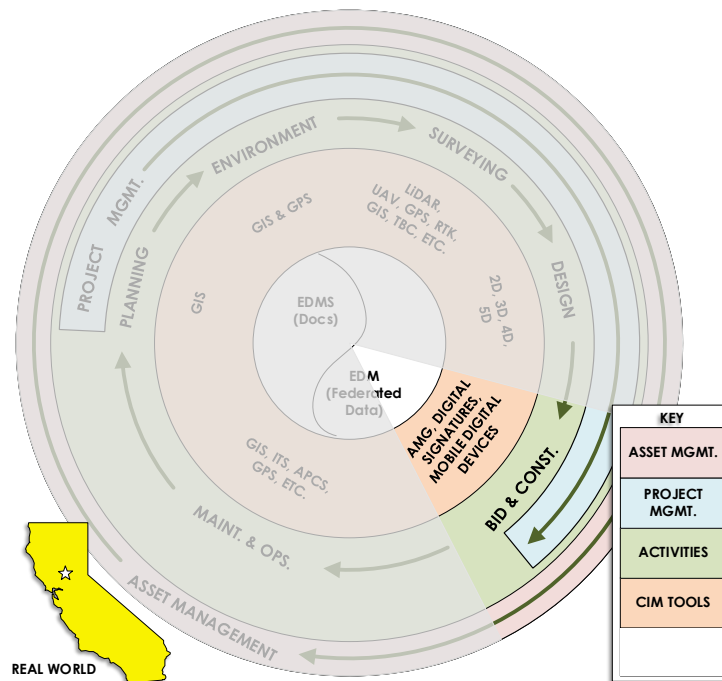 ENVIRONMENT
SURVEYING
PROJECT MGMT.
PLANNING
DESIGN
GIS & GPS
LiDAR,
UAV, GPS, RTK,
GIS, TBC, ETC.
GIS
2D, 3D, 4D,
5D
EDMS
(Docs)
EDM
(Federated
Data)
AMG, DIGITAL
SIGNATURES,
MOBILE DIGITAL
DEVICES
BID & CONST.
GIS, ITS, APCS,
GPS, ETC.
MAINT. & OPS.
ASSET MANAGEMENT
REAL WORLD
KEY
ASSET MGMT.
PROJECT
MGMT.
ACTIVITIES
CIM TOOLS